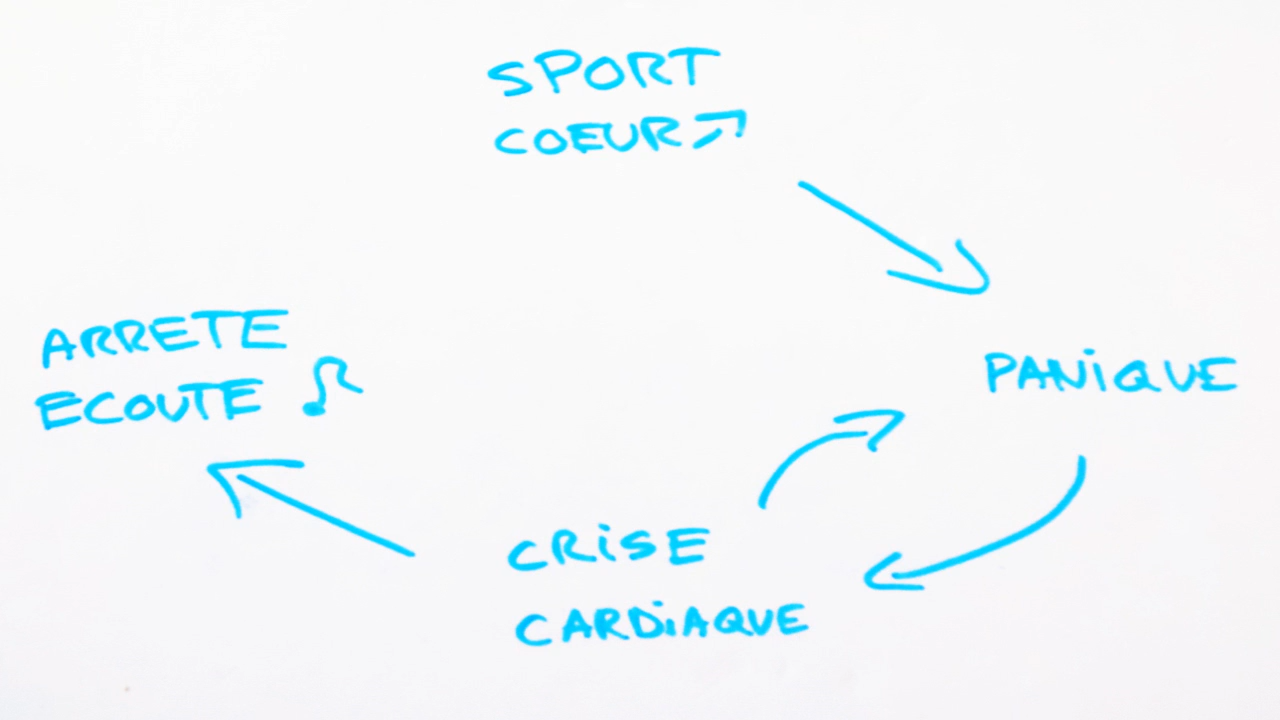 SPORT
COEUR ↗
PANiQUE
CRiSE
CARDiAQUE
ARRETE
ECOUTE ♪